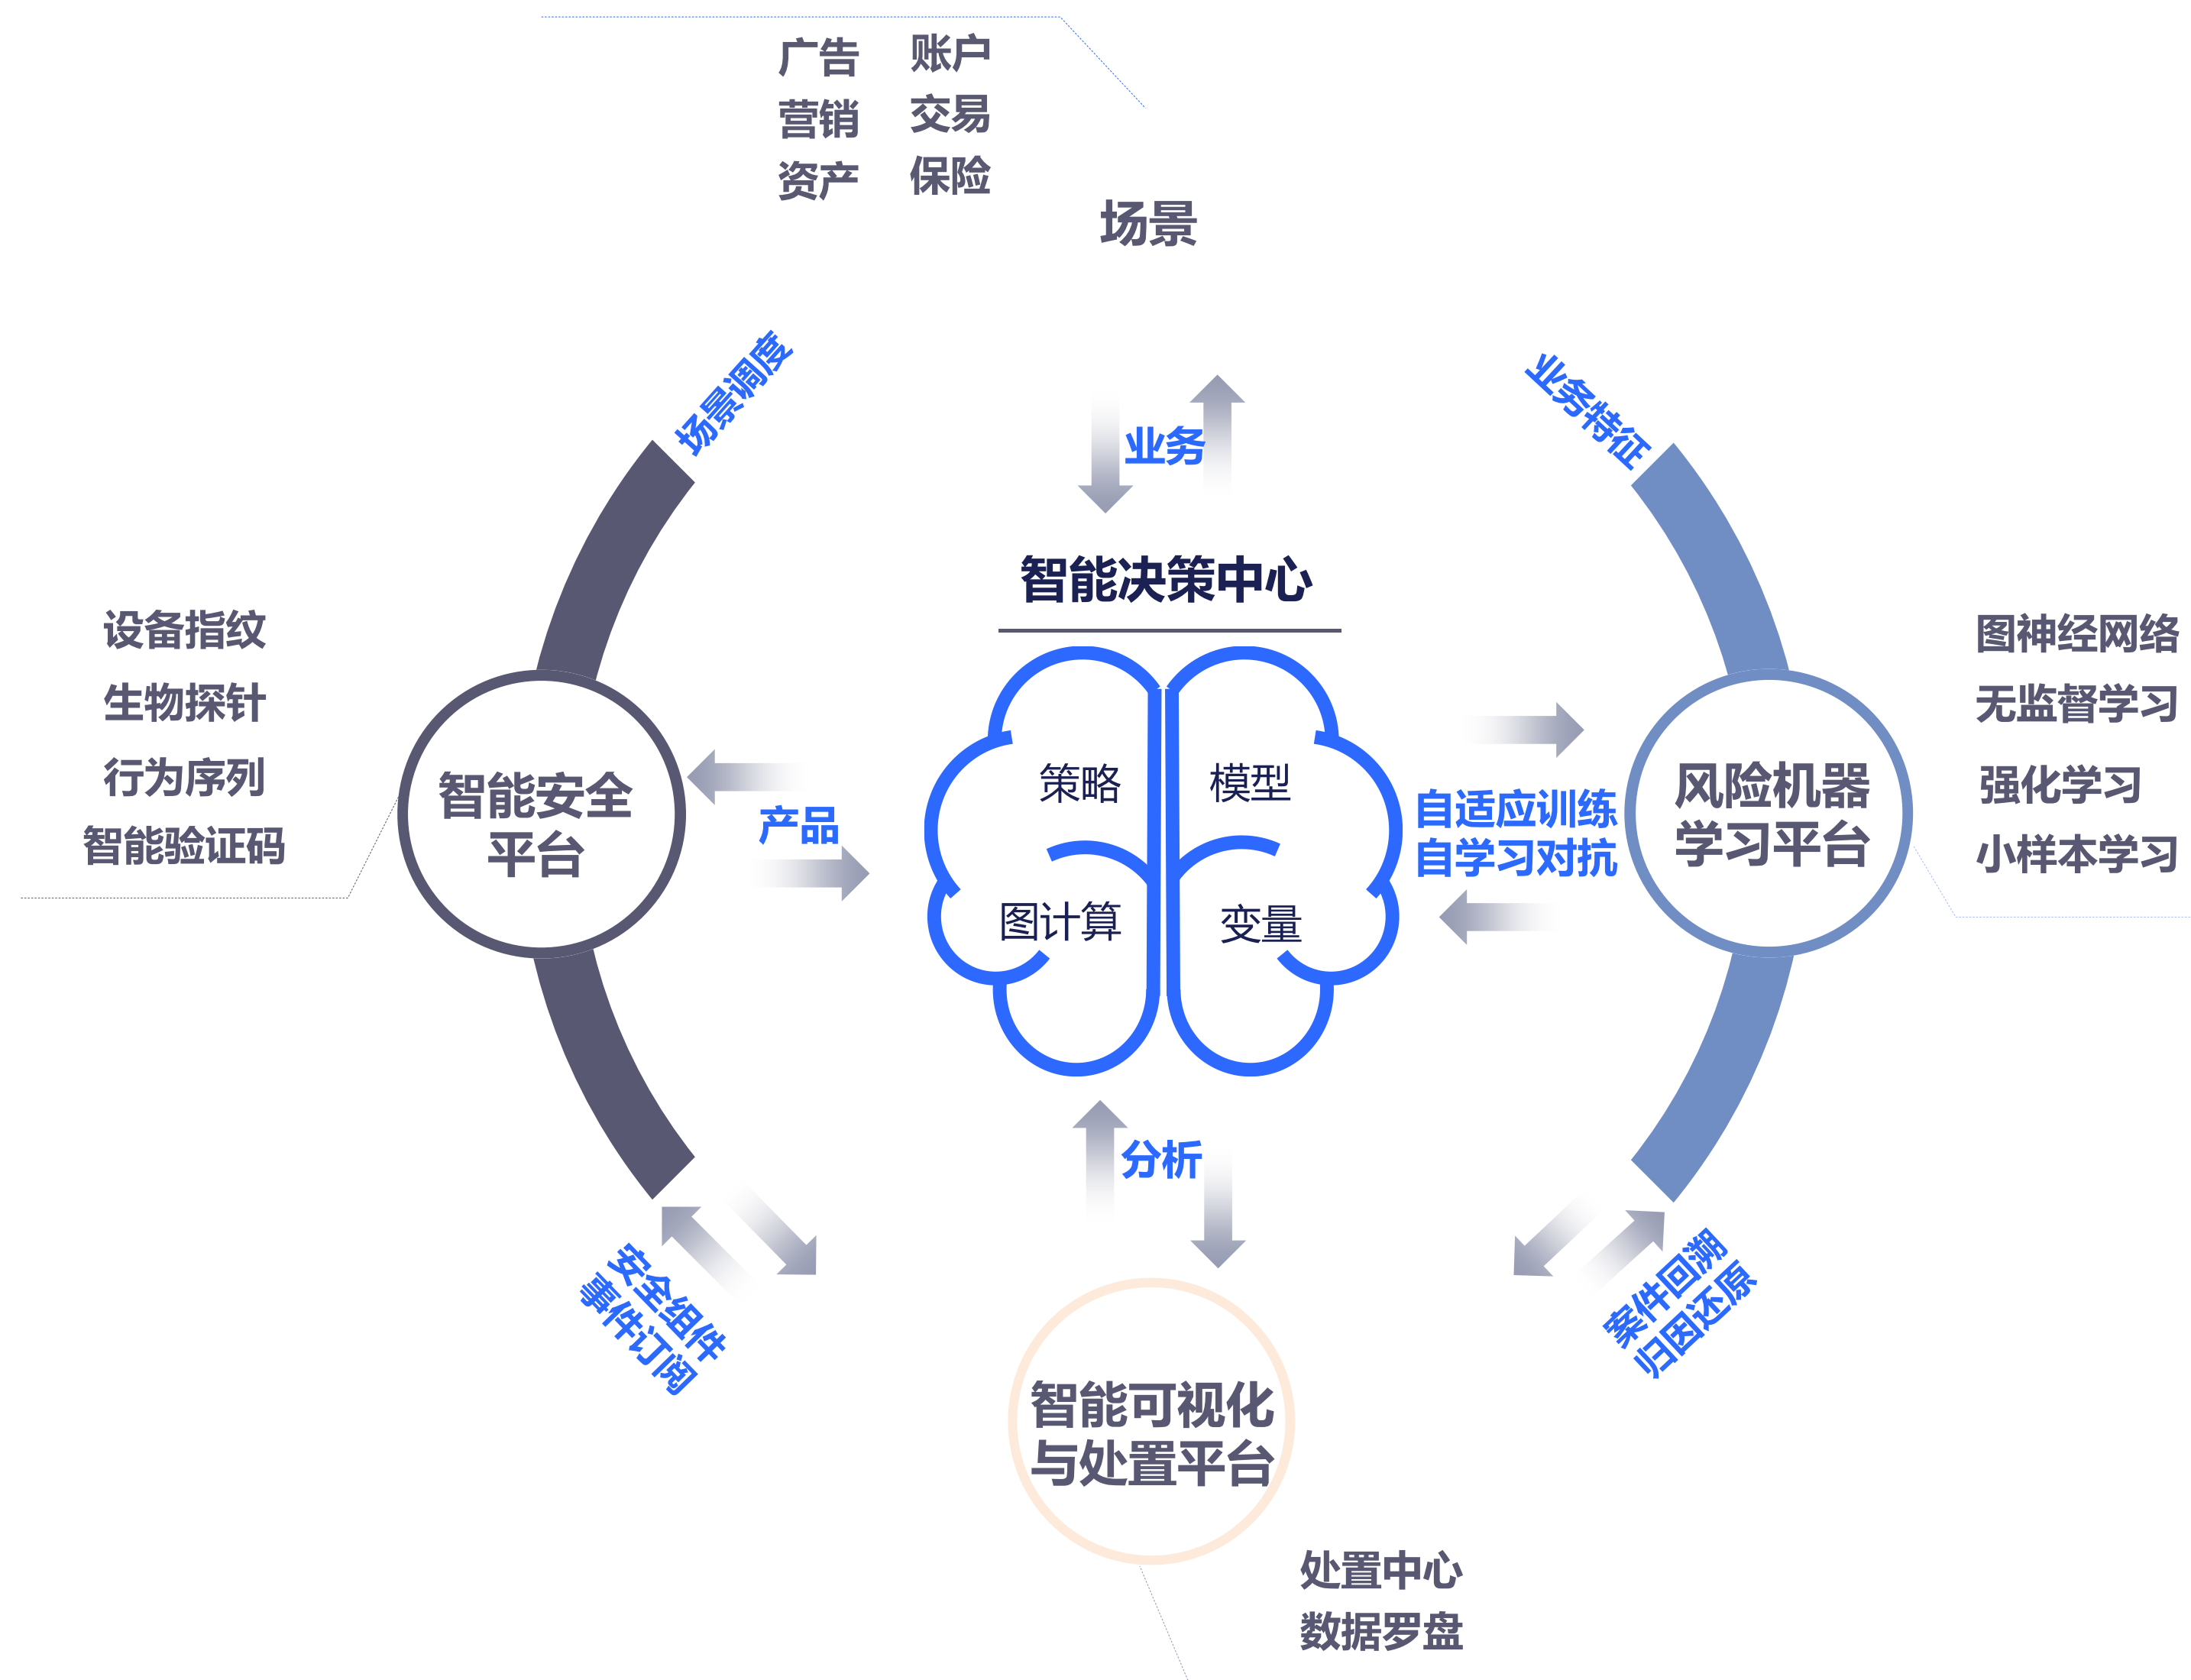 广告
营销
资产
账户
交易
保险
场景
场景调度
业务
业务特征
智能决策中心
策略
模型
图计算
变量
设备指纹
生物探针
行为序列
智能验证码
智能安全
平台
产品
自适应训练
自学习对抗
风险机器
学习平台
图神经网络
无监督学习
强化学习
小样本学习
分析
安全组件
事件订阅
案件回溯
归因还原
智能可视化
与处置平台
处置中心
数据罗盘